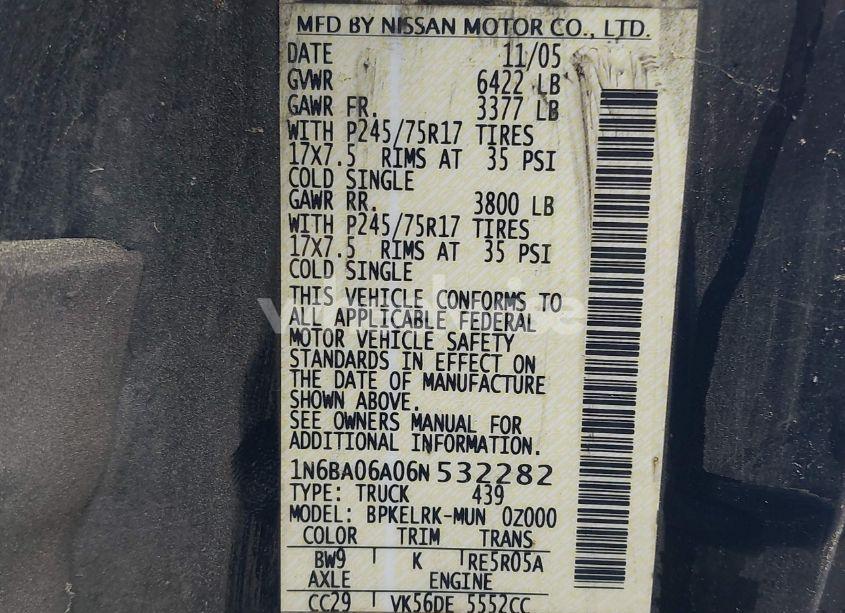 MFD BY NISSAN MOTOR CO., LTD.
DATE 11/05
GVWR 6422 LB
GAWR FR. 3377 LB
WITH P245/75R17 TIRES
17X7.5 RIMS AT 35 PSI
COLD SINGLE
GAWR RR. 3800 LB
WITH P245/75R17 TIRES
17X7.5 RIMS AT 35 PSI
COLD SINGLE
THIS VEHICLE CONFORMS TO
ALL APPLICABLE FEDERAL
MOTOR VEHICLE SAFETY
STANDARDS IN EFFECT ON
THE DATE OF MANUFACTURE
SHOWN ABOVE.
SEE OWNERS MANUAL FOR
ADDITIONAL INFORMATION.
1N6BA06A06N532282
TYPE: TRUCK 439
MODEL: BPKELRK-MUN 0Z000
COLOR TRIM TRANS
BW9 K RE5R05A
AXLE ENGINE
CC29 VK56DE 5552CC